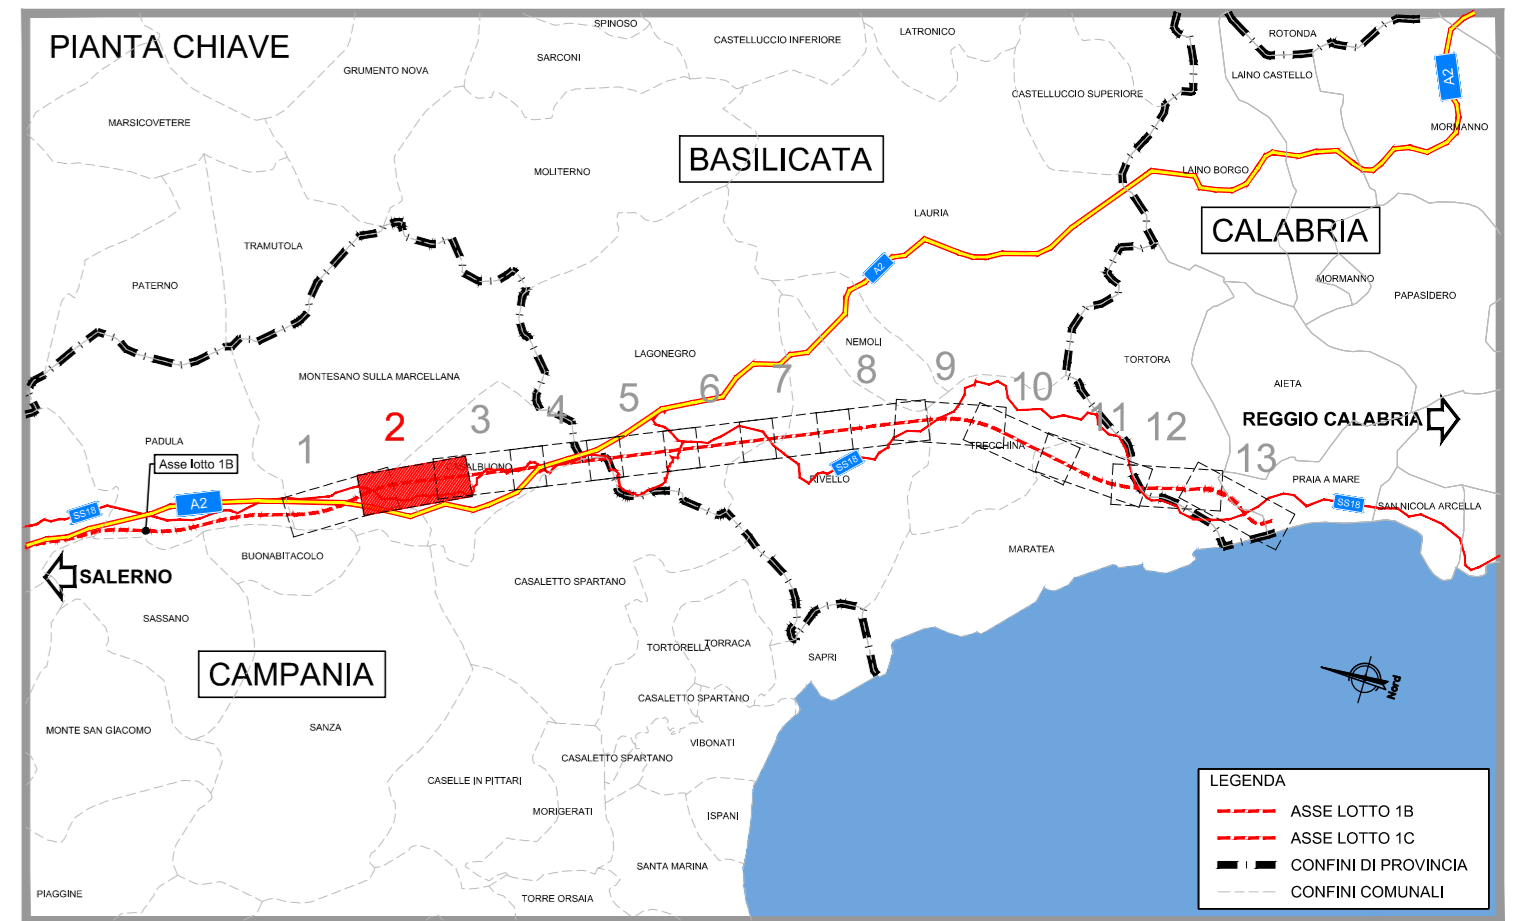 PIANTA CHIAVE
SPINOSO
SARCONI
GRUMENTO NOVA
CASTELLUCCIO INFERIORE
LATRONICO
ROTONDA
LAINO CASTELLO
A2
CASTELLUCCIO SUPERIORE
MARSICOVETERE
MORMANNO
BASILICATA
MOLITERNO
LAINO BORGO
LAURIA
CALABRIA
TRAMUTOLA
A2
MORMANNO
PATERNO
PAPASIDERO
NEMOLI
LAGONEGRO
TORTORA
MONTESANO SULLA MARCELLANA
AIETA
1
2
3
4
5
6
7
8
9
10
11
12
13
REGGIO CALABRIA
PADULA
Asse lotto 1B
CASALBUONO
TRECCHINA
RIVELLO
SS18
PRAIA A MARE
SS18
SAN NICOLA ARCELLA
A2
SS18
BUONABITACOLO
MARATEA
SALERNO
CASALETTO SPARTANO
SASSANO
TORTORELLA
TORRACA
SAPRI
CAMPANIA
CASALETTO SPARTANO
Nord
MONTE SAN GIACOMO
SANZA
VIBONATI
CASALETTO SPARTANO
CASELLE IN PITTARI
MORIGERATI
ISPANI
SANTA MARINA
PIAGGINE
TORRE ORSAIA
LEGENDA
ASSE LOTTO 1B
ASSE LOTTO 1C
CONFINI DI PROVINCIA
CONFINI COMUNALI